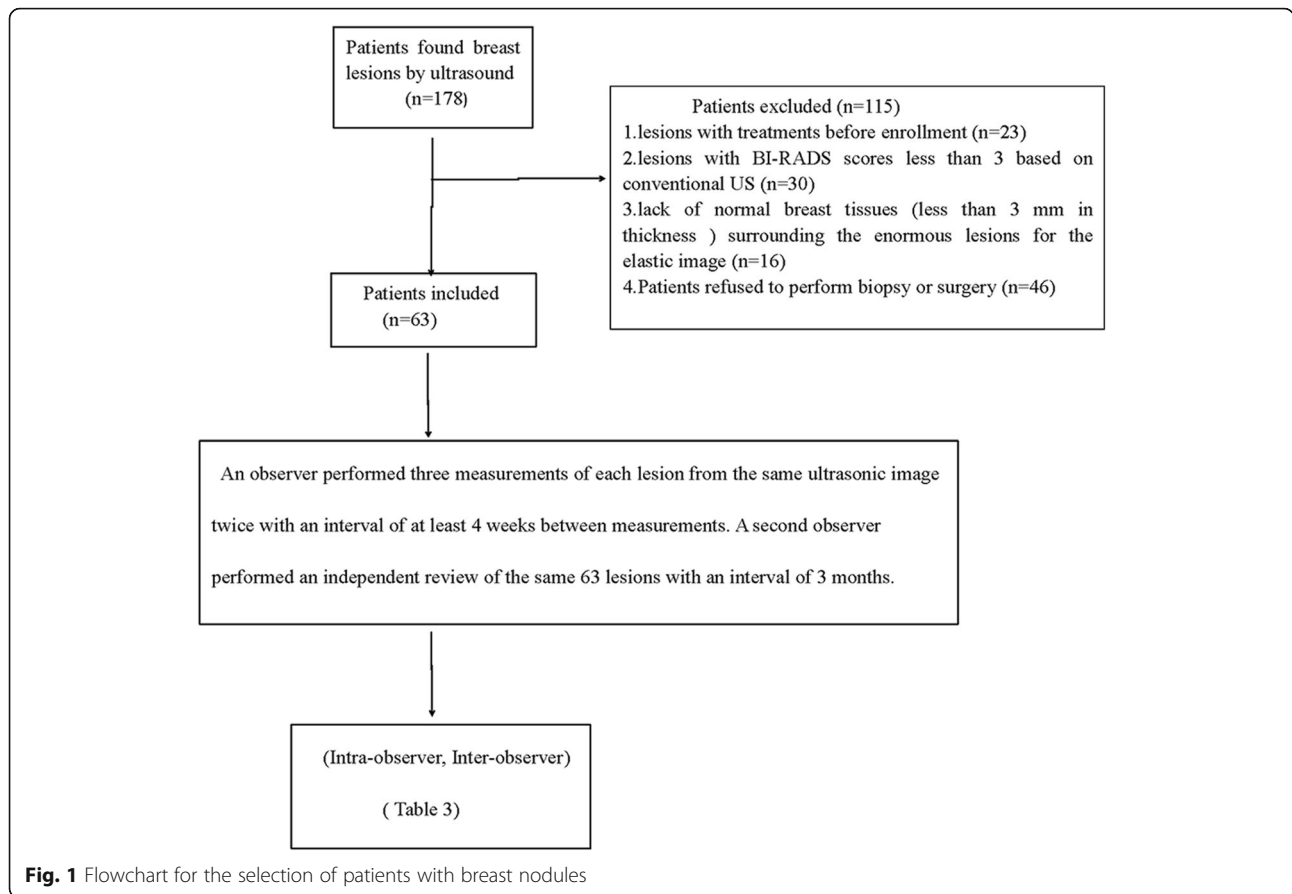 Patients found breast
lesions by ultrasound
(n=178)
Patients excluded (n=115)
1.lesions with treatments before enrollment (n=23)
2.lesions with BI-RADS scores less than 3 based on
conventional US (n=30)
3.lack of normal breast tissues (less than 3 mm in
thickness ) surrounding the enormous lesions for the
elastic image (n=16)
4.Patients refused to perform biopsy or surgery (n=46)
Patients included
(n=63)
An observer performed three measurements of each lesion from the same ultrasonic image
twice with an interval of at least 4 weeks between measurements. A second observer
performed an independent review of the same 63 lesions with an interval of 3 months.
(Intra-observer, Inter-observer)
( Table 3)
Fig. 1 Flowchart for the selection of patients with breast nodules